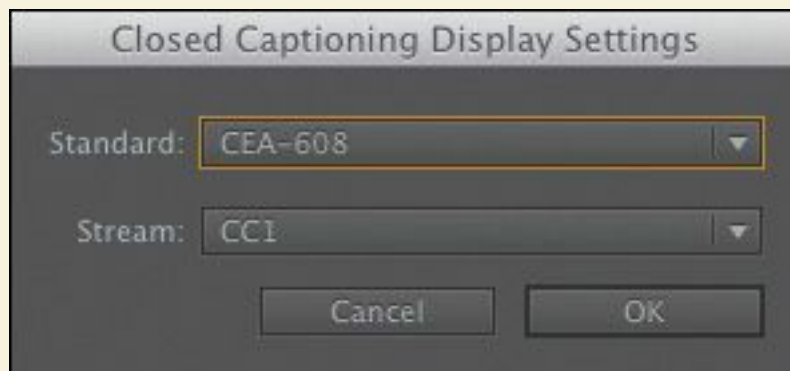 Closed Captioning Display Settings
Standard: CEA-608
Stream: CC1
Cancel OK